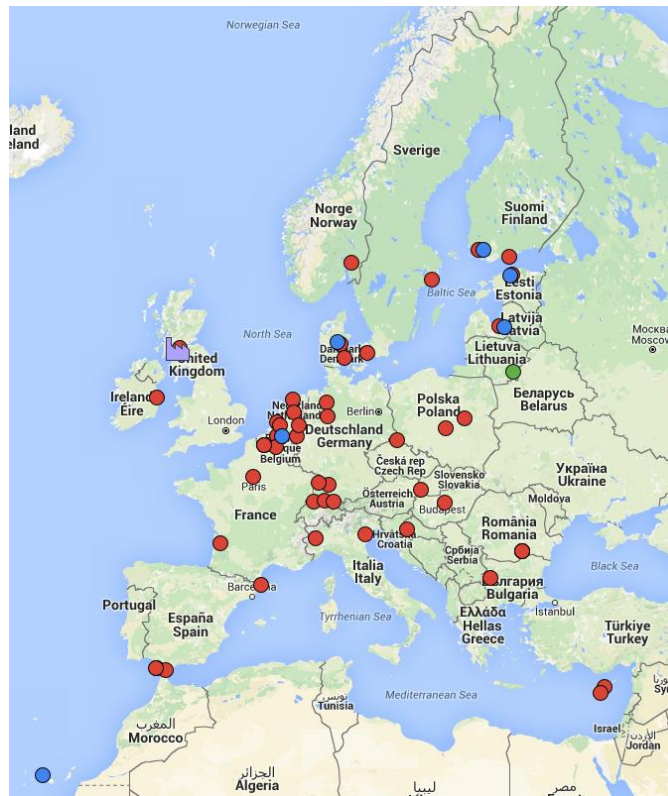 Norwegian Sea
land
eland
Sverige
Norge
Norway
Suomi
Finland
Eesti
Estonia
Baltic Sea
Latvija
Latvia
North Sea
Lietuva
Lithuania
Москва
Moscow
United
Kingdom
Ireland
Éire
Беларусь
Belarus
Polska
Poland
Berlin
London
Deutschland
Germany
Belgium
Česká rep
Czech Rep
Україна
Ukraine
Slovensko
Slovakia
Paris
Österreich
Austria
Budapest
Moldova
France
România
Romania
Hrvatska
Croatia
Србија
Serbia
Italia
Italy
Black Sea
България
Bulgaria
Barcelona
Portugal
España
Spain
İstanbul
Ελλάδα
Hellas
Greece
Tyrrhenian Sea
Türkiye
Turkey
تونس
Tunisia
Mediterranean Sea
المغرب
Morocco
Israel
الأردن
Jordan
الجزائر
Algeria
ليبيا
مصر